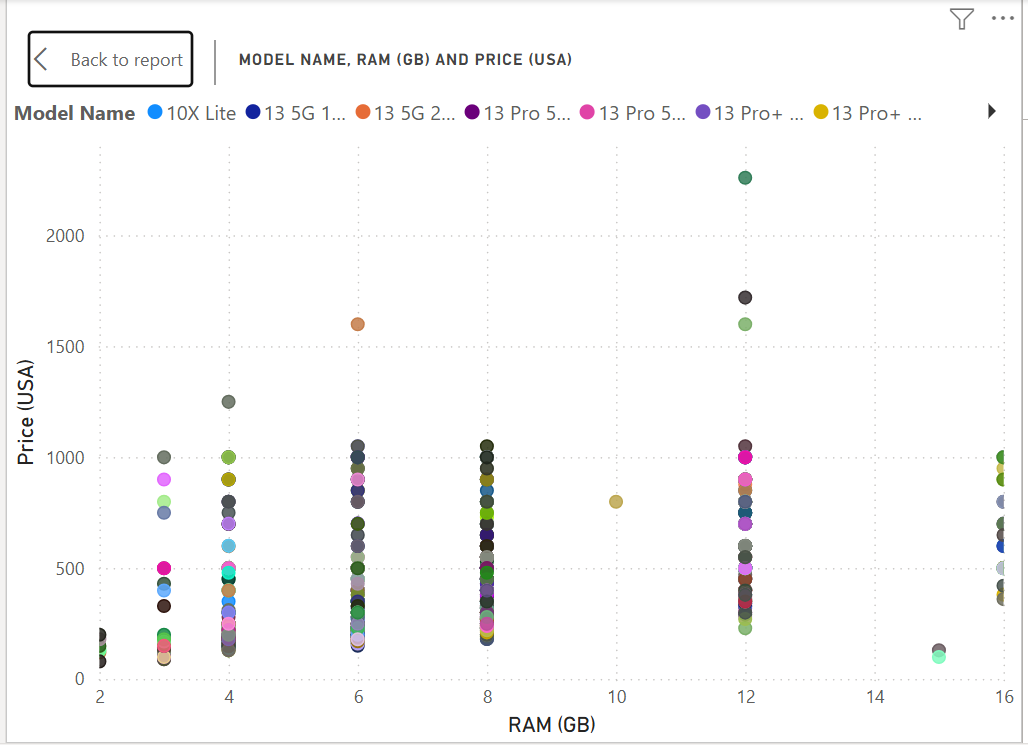 Back to report
MODEL NAME, RAM (GB) AND PRICE (USA)
Model Name 10X Lite 13 5G 1... 13 5G 2... 13 Pro 5... 13 Pro 5... 13 Pro+ ... 13 Pro+ ...
2000
1500
1000
500
0
Price (USA)
2 4 6 8 10 12 14 16
RAM (GB)